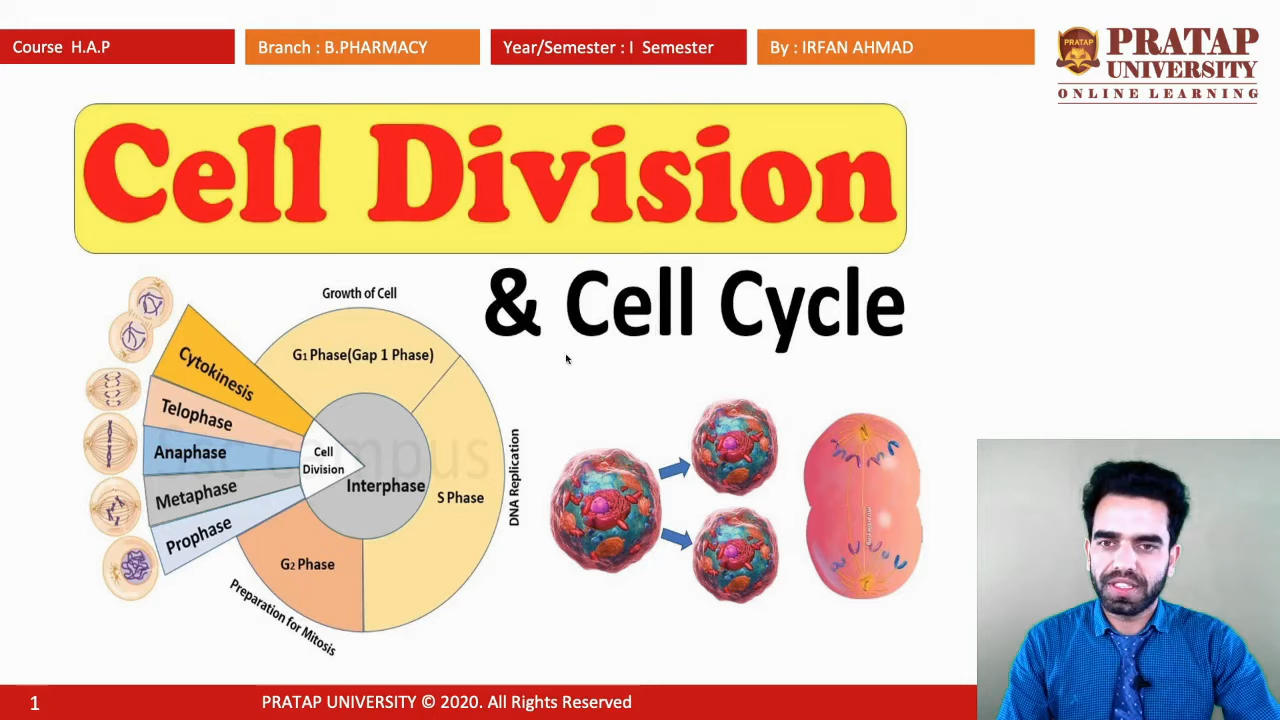 Course H.A.P
Branch : B.PHARMACY
Year/Semester : I Semester
By : IRFAN AHMAD
PRATAP
PRATAP
UNIVERSITY
ONLINE LEARNING
Cell Division
& Cell Cycle
Growth of Cell
G1 Phase(Gap 1 Phase)
Cytokinesis
Telophase
Anaphase
Metaphase
Prophase
Cell
Division
Interphase
S Phase
DNA Replication
G2 Phase
Preparation for Mitosis
campus
1
PRATAP UNIVERSITY © 2020. All Rights Reserved